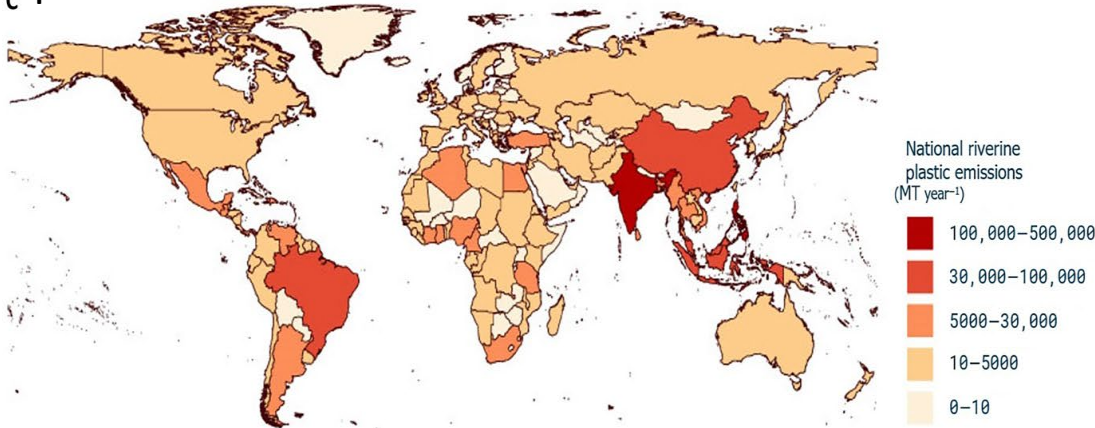 c
National riverine
plastic emissions
(MT year⁻¹)
100,000–500,000
30,000–100,000
5000–30,000
10–5000
0–10